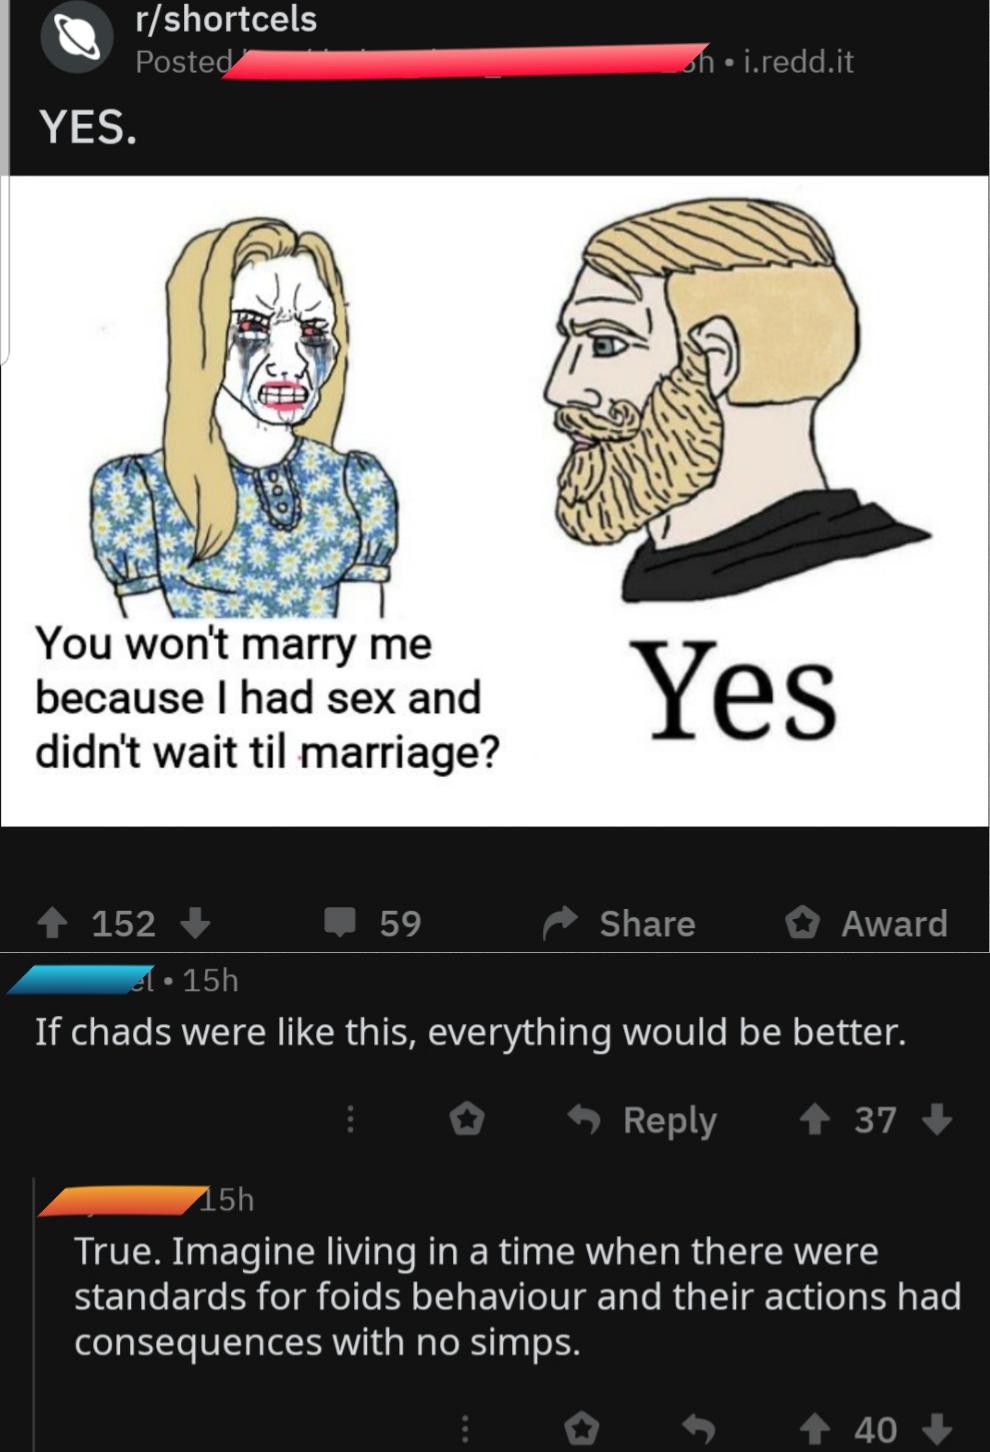 r/shortcels
Posted h • i.redd.it
YES.
You won't marry me
because I had sex and
didn't wait til marriage?
Yes
152 59 Share Award
el • 15h
If chads were like this, everything would be better.
Reply 37
15h
True. Imagine living in a time when there were
standards for foids behaviour and their actions had
consequences with no simps.
40